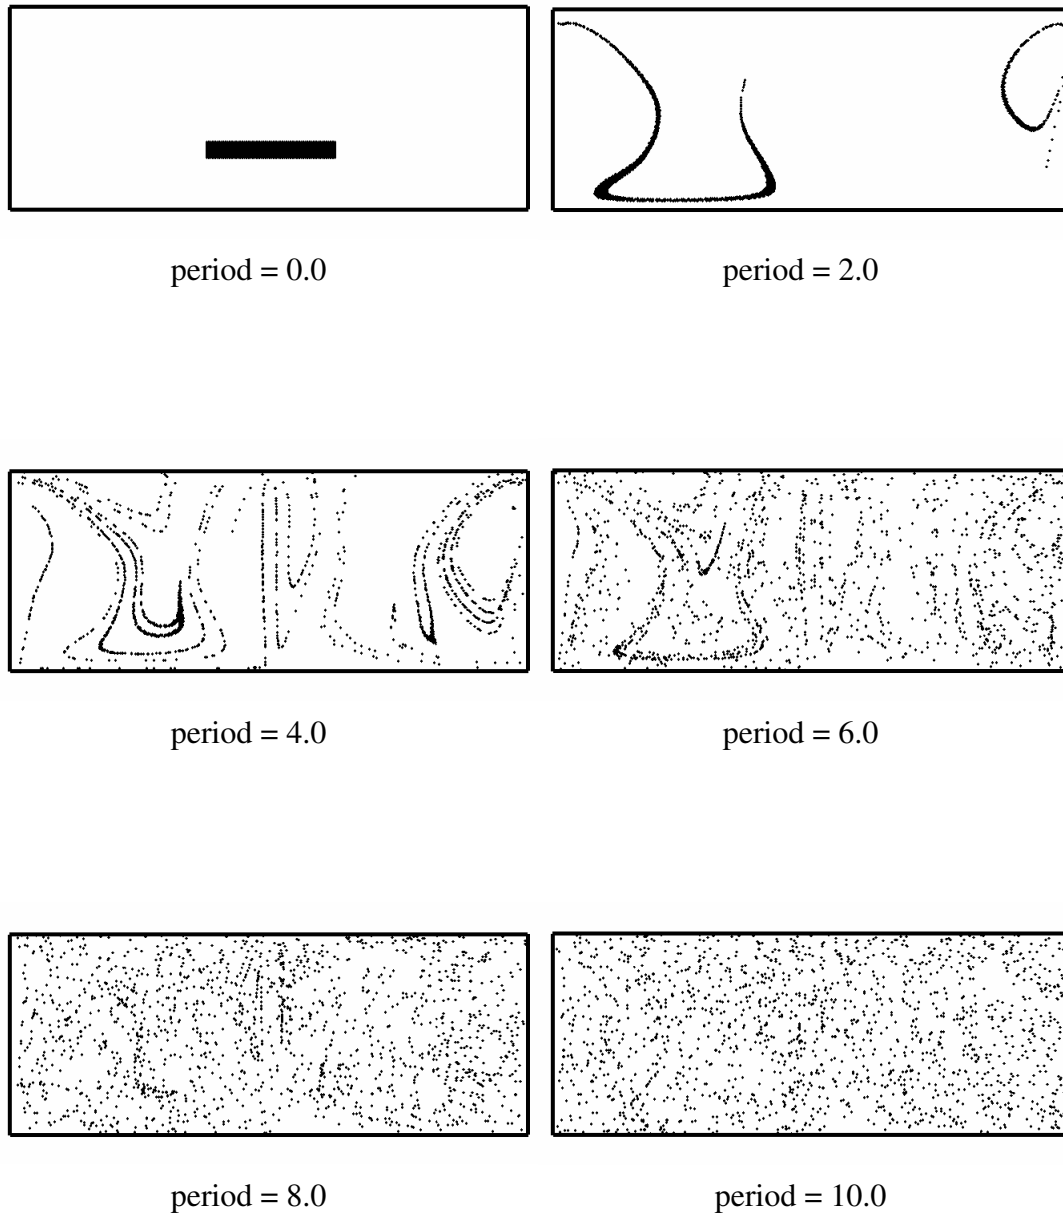 period = 0.0
period = 2.0
period = 4.0
period = 6.0
period = 8.0
period = 10.0